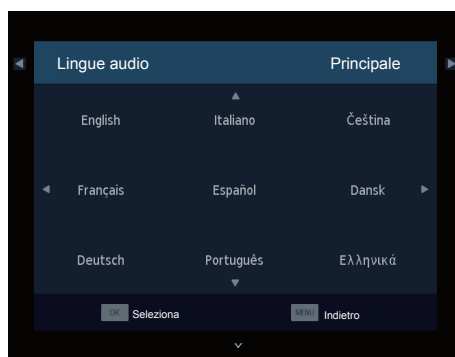 Lingue audio Principale
English Italiano Čeština
Français Español Dansk
Deutsch Português Ελληνικά
OK Seleziona MENU Indietro